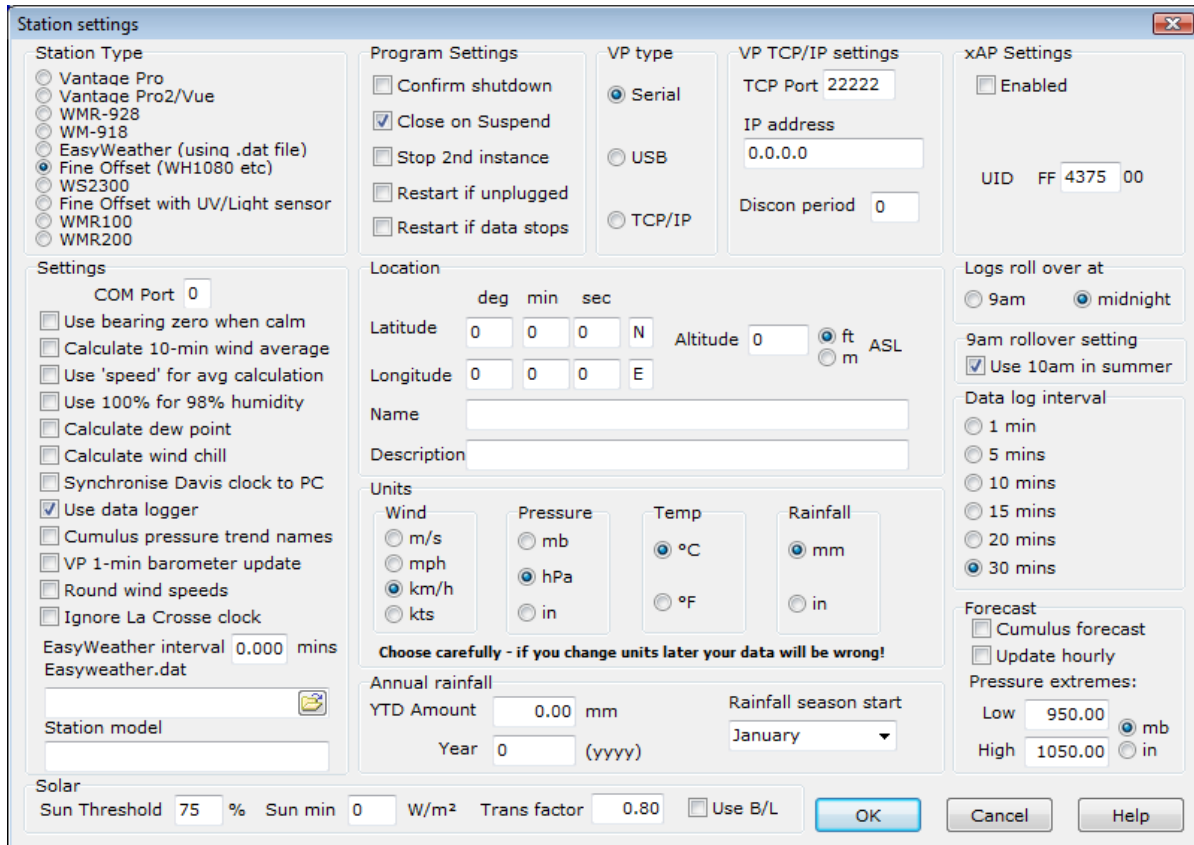 Station settings
Station Type
Vantage Pro
Vantage Pro2/Vue
WMR-928
WM-918
EasyWeather (using .dat file)
Fine Offset (WH1080 etc)
WS2300
Fine Offset with UV/Light sensor
WMR100
WMR200
Program Settings
Confirm shutdown
Close on Suspend
Stop 2nd instance
Restart if unplugged
Restart if data stops
VP type
Serial
USB
TCP/IP
VP TCP/IP settings
TCP Port 22222
IP address
0.0.0.0
Discon period 0
xAP Settings
Enabled
UID FF 4375 00
Settings
COM Port 0
Use bearing zero when calm
Calculate 10-min wind average
Use 'speed' for avg calculation
Use 100% for 98% humidity
Calculate dew point
Calculate wind chill
Synchronise Davis clock to PC
Use data logger
Cumulus pressure trend names
VP 1-min barometer update
Round wind speeds
Ignore La Crosse clock
EasyWeather interval 0.000 mins
Easyweather.dat
Station model
Location
deg min sec
Latitude 0 0 0 N Altitude 0 ft m ASL
Longitude 0 0 0 E
Name
Description
Units
Wind
m/s
mph
km/h
kts
Pressure
mb
hPa
in
Temp
°C
°F
Rainfall
mm
in
Choose carefully - if you change units later your data will be wrong!
Annual rainfall
YTD Amount 0.00 mm
Year 0 (yyyy)
Rainfall season start
January
Logs roll over at
9am midnight
9am rollover setting
Use 10am in summer
Data log interval
1 min
5 mins
10 mins
15 mins
20 mins
30 mins
Forecast
Cumulus forecast
Update hourly
Pressure extremes:
Low 950.00 mb
High 1050.00 in
Solar
Sun Threshold 75 % Sun min 0 W/m² Trans factor 0.80 Use B/L
OK Cancel Help